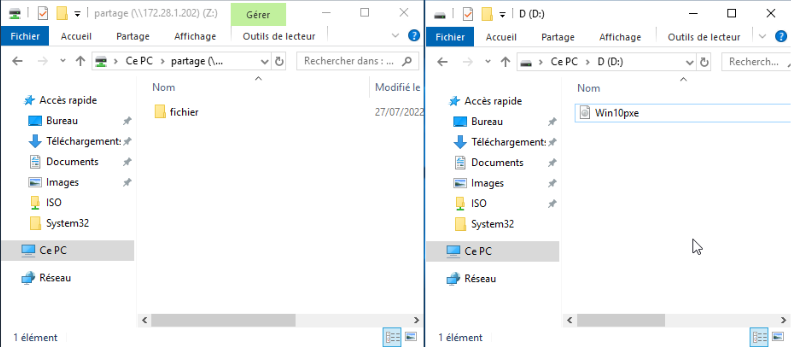 partage (\\172.28.1.202) (Z:)
Gérer
Fichier
Accueil
Partage
Affichage
Outils de lecteur
Ce PC > partage (\...
Rechercher dans : ...
Nom
Modifié le
Accès rapide
Bureau
Téléchargement:
Documents
Images
ISO
System32
Ce PC
Réseau
fichier
27/07/2022
1 élément
D (D:)
Fichier
Accueil
Partage
Affichage
Outils de lecteur
Ce PC > D (D:)
Recherch...
Nom
Accès rapide
Bureau
Téléchargement:
Documents
Images
ISO
System32
Ce PC
Réseau
Win10pxe
1 élément